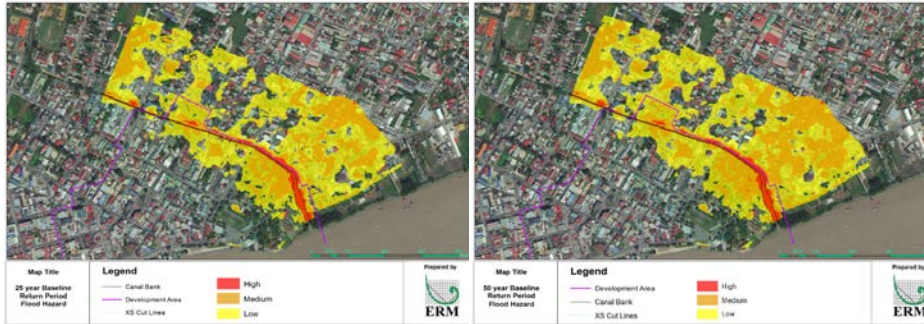 Map Title
25 year Baseline
Return Period
Flood Hazard
Legend
Canal Bank
Development Area
XS Cut Lines
High
Medium
Low
Prepared by
ERM
Map Title
50 year Baseline
Return Period
Flood Hazard
Legend
Development Area
Canal Bank
XS Cut Lines
High
Medium
Low
Prepared by
ERM